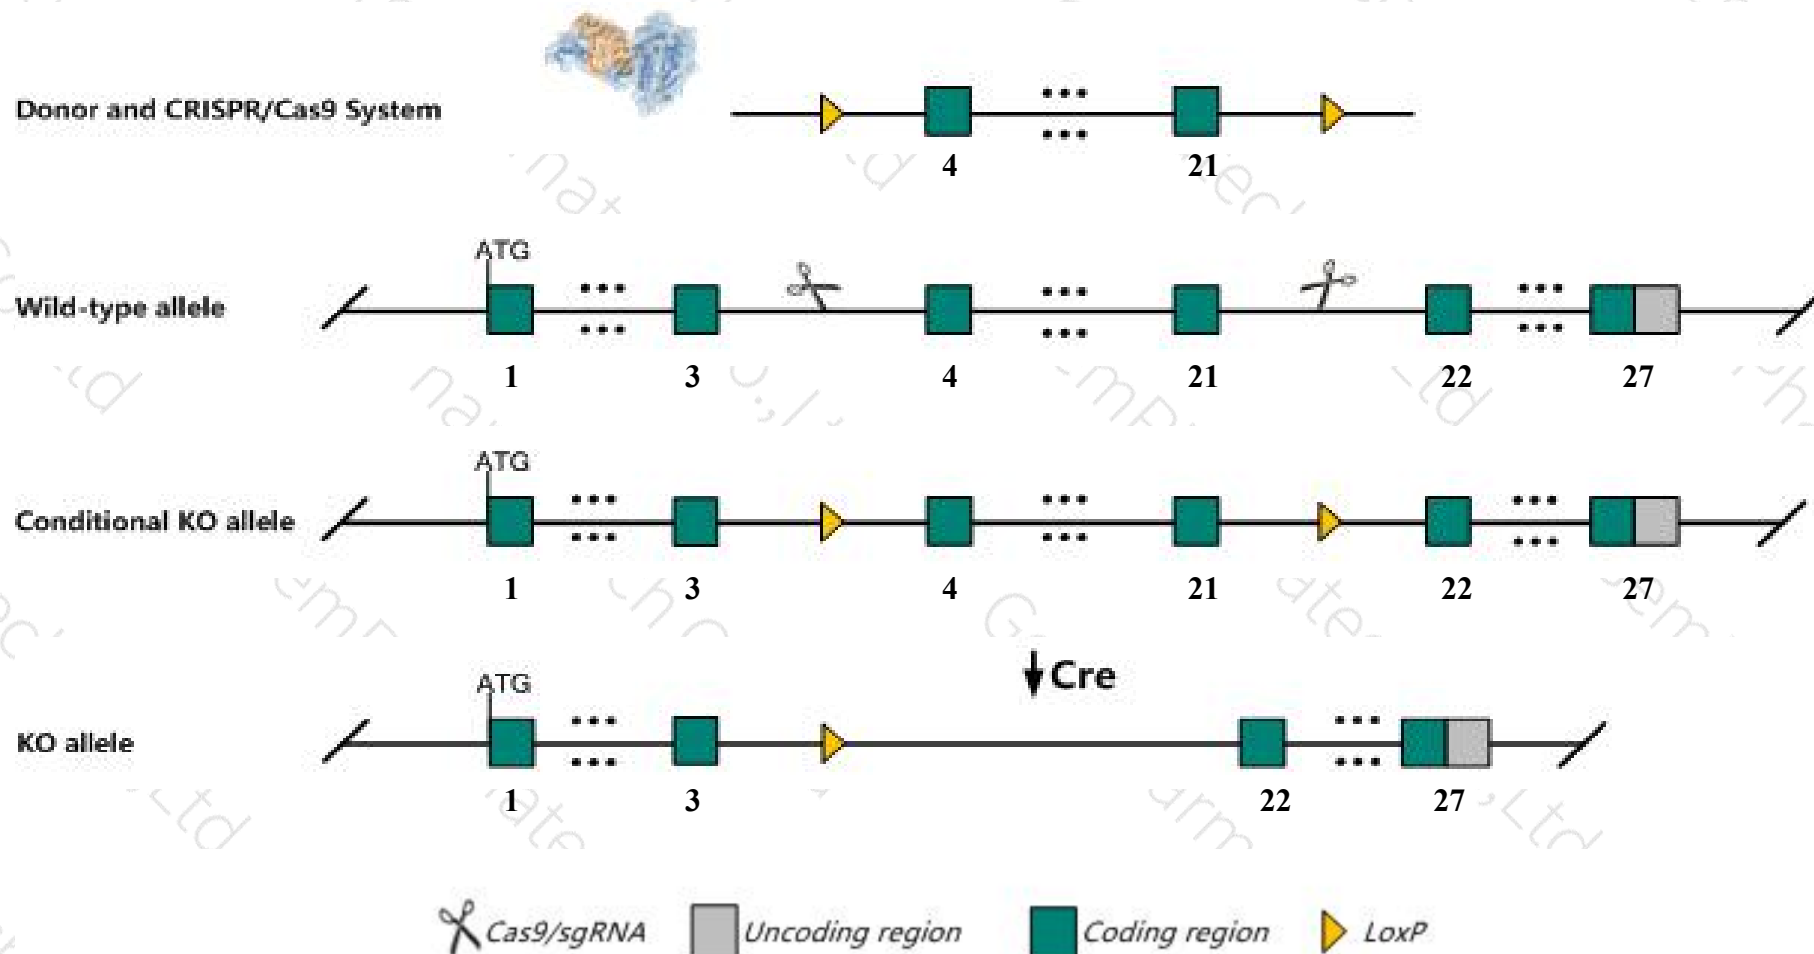 Donor and CRISPR/Cas9 System
4 21
ATG
Wild-type allele
1 3 4 21 22 27
ATG
Conditional KO allele
1 3 4 21 22 27
Cre
ATG
KO allele
1 3 22 27
Cas9/sgRNA Uncoding region Coding region LoxP